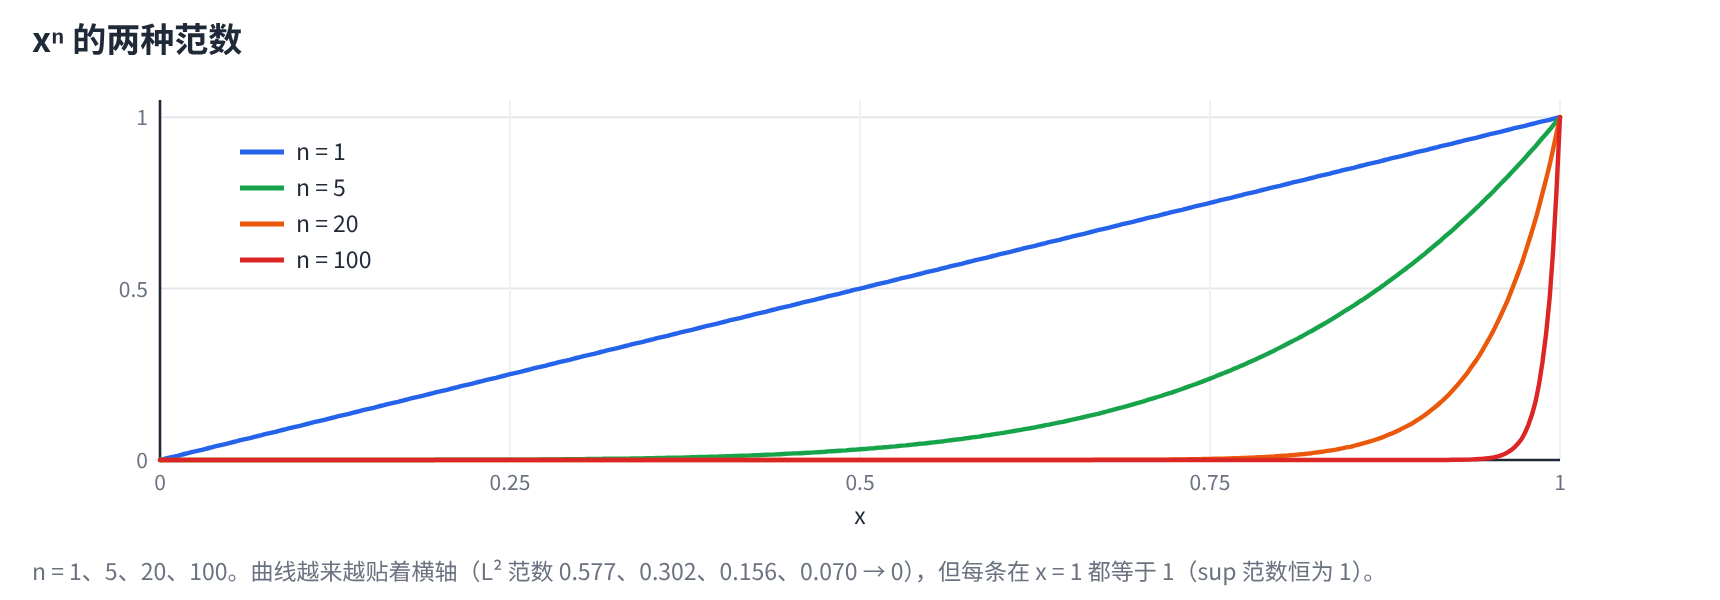 xⁿ 的两种范数
1
n = 1
n = 5
n = 20
n = 100
0.5
0
0 0.25 0.5 0.75 1
x
n = 1、5、20、100。曲线越来越贴着横轴（L² 范数 0.577、0.302、0.156、0.070 → 0），但每条在 x = 1 都等于 1（sup 范数恒为 1）。